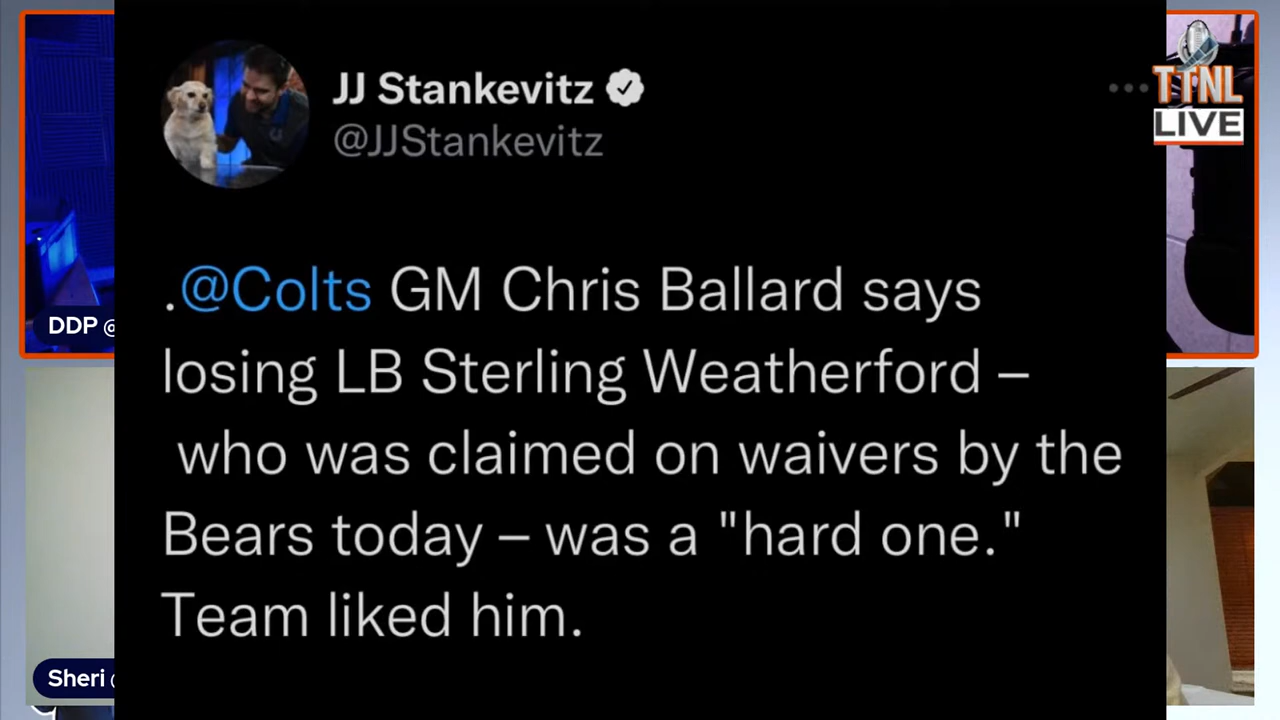 JJ Stankevitz
@JJStankevitz
TTNL
LIVE
.@Colts GM Chris Ballard says
losing LB Sterling Weatherford –
who was claimed on waivers by the
Bears today – was a "hard one."
Team liked him.
DDP @
Sheri